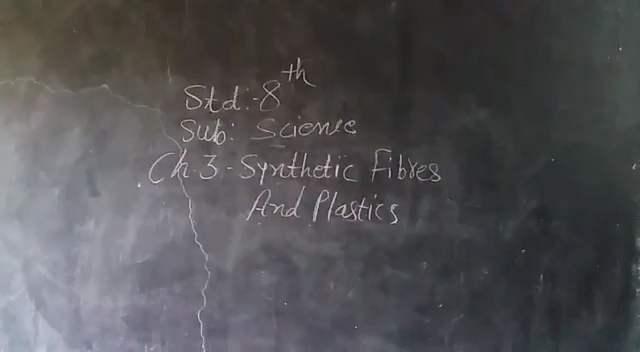 Std:-8th
Sub: Science
Ch.3-Synthetic Fibres
And Plastics